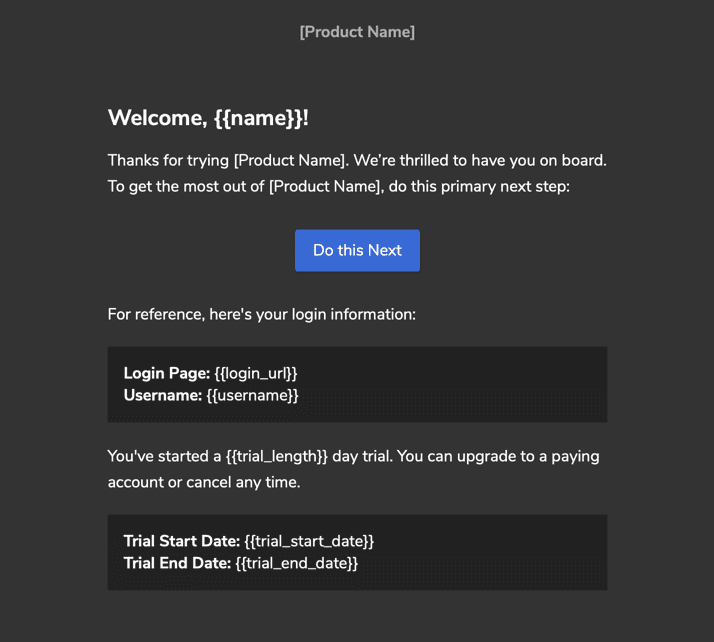 [Product Name]
Welcome, {{name}}!
Thanks for trying [Product Name]. We’re thrilled to have you on board.
To get the most out of [Product Name], do this primary next step:
Do this Next
For reference, here's your login information:
Login Page: {{login_url}}
Username: {{username}}
You've started a {{trial_length}} day trial. You can upgrade to a paying
account or cancel any time.
Trial Start Date: {{trial_start_date}}
Trial End Date: {{trial_end_date}}